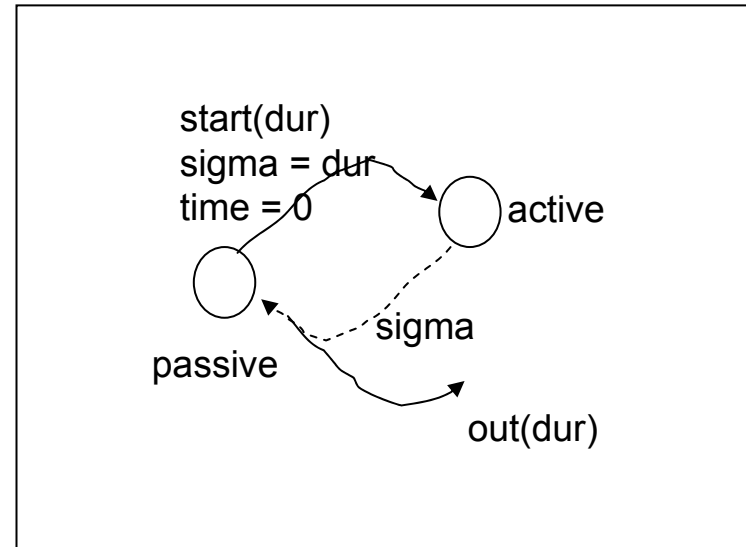 start(dur)
sigma = dur
time = 0
active
sigma
passive
out(dur)